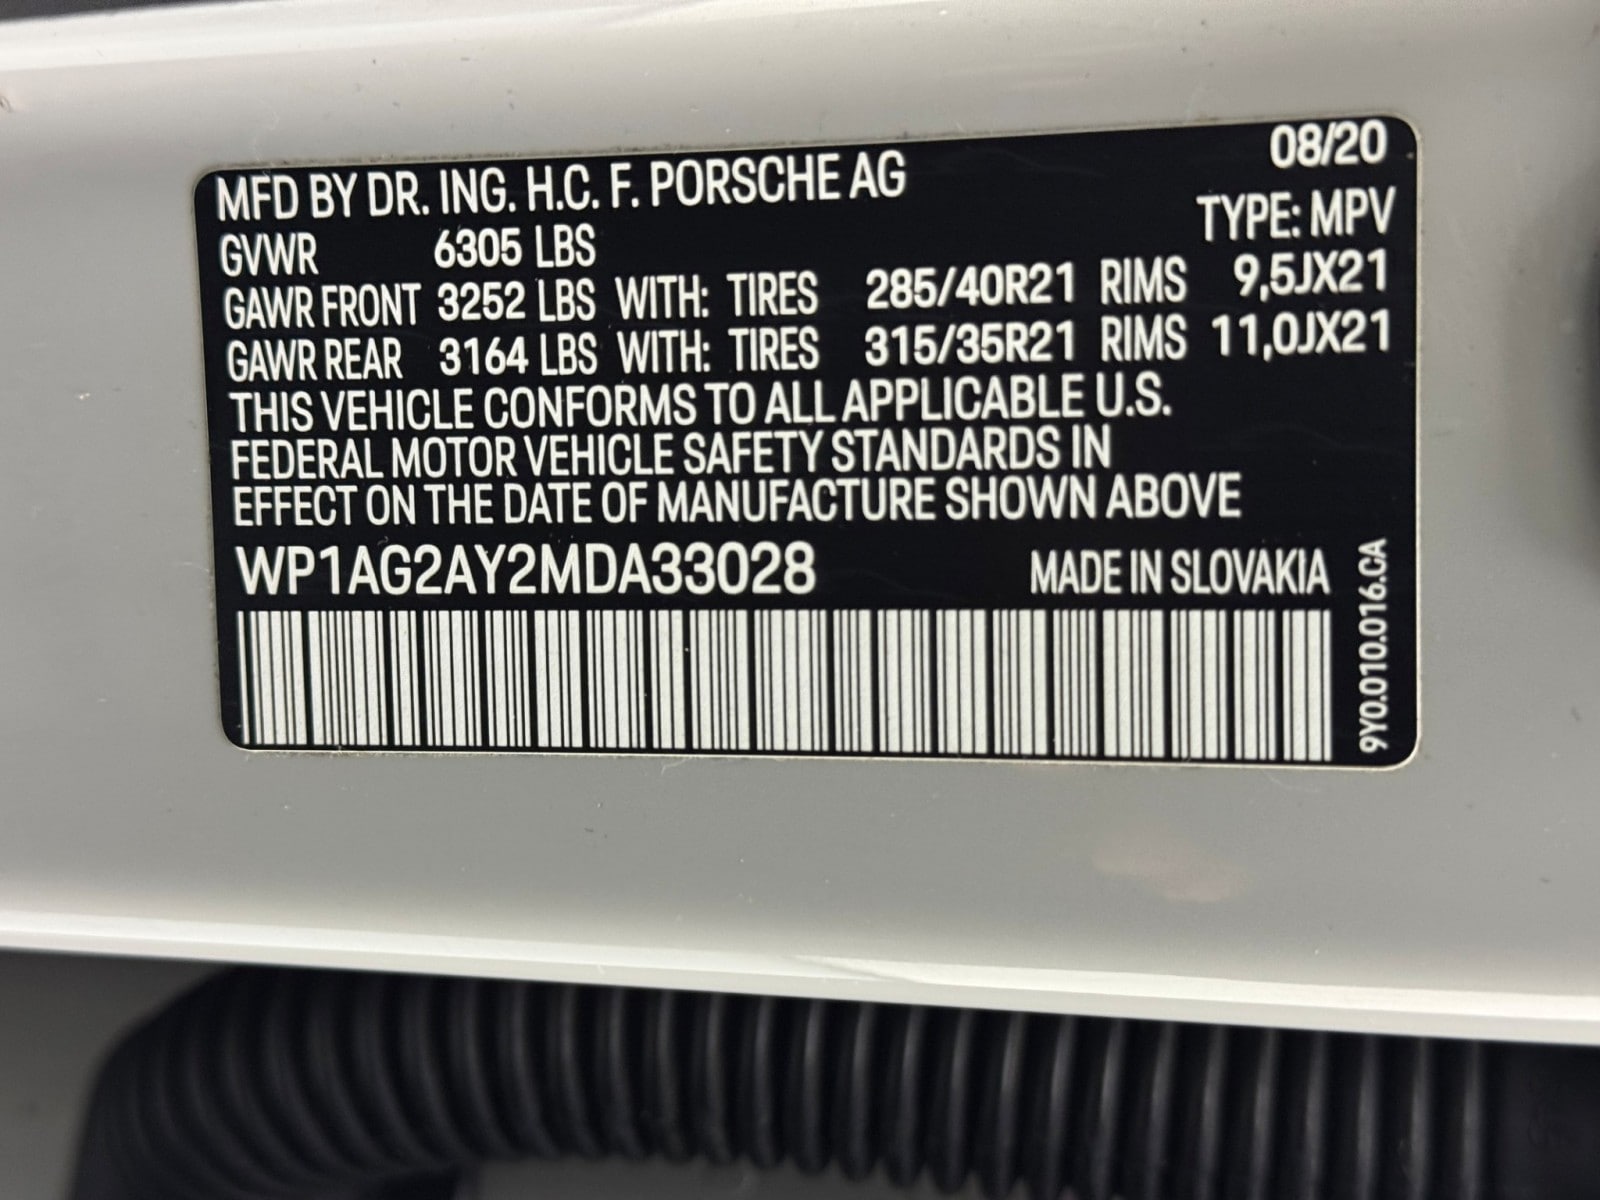 08/20
MFD BY DR. ING. H.C. F. PORSCHE AG
TYPE: MPV
GVWR 6305 LBS
GAWR FRONT 3252 LBS WITH: TIRES 285/40R21 RIMS 9,5JX21
GAWR REAR 3164 LBS WITH: TIRES 315/35R21 RIMS 11,0JX21
THIS VEHICLE CONFORMS TO ALL APPLICABLE U.S.
FEDERAL MOTOR VEHICLE SAFETY STANDARDS IN
EFFECT ON THE DATE OF MANUFACTURE SHOWN ABOVE
WP1AG2AY2MDA33028 MADE IN SLOVAKIA
9Y0.010.016.CA